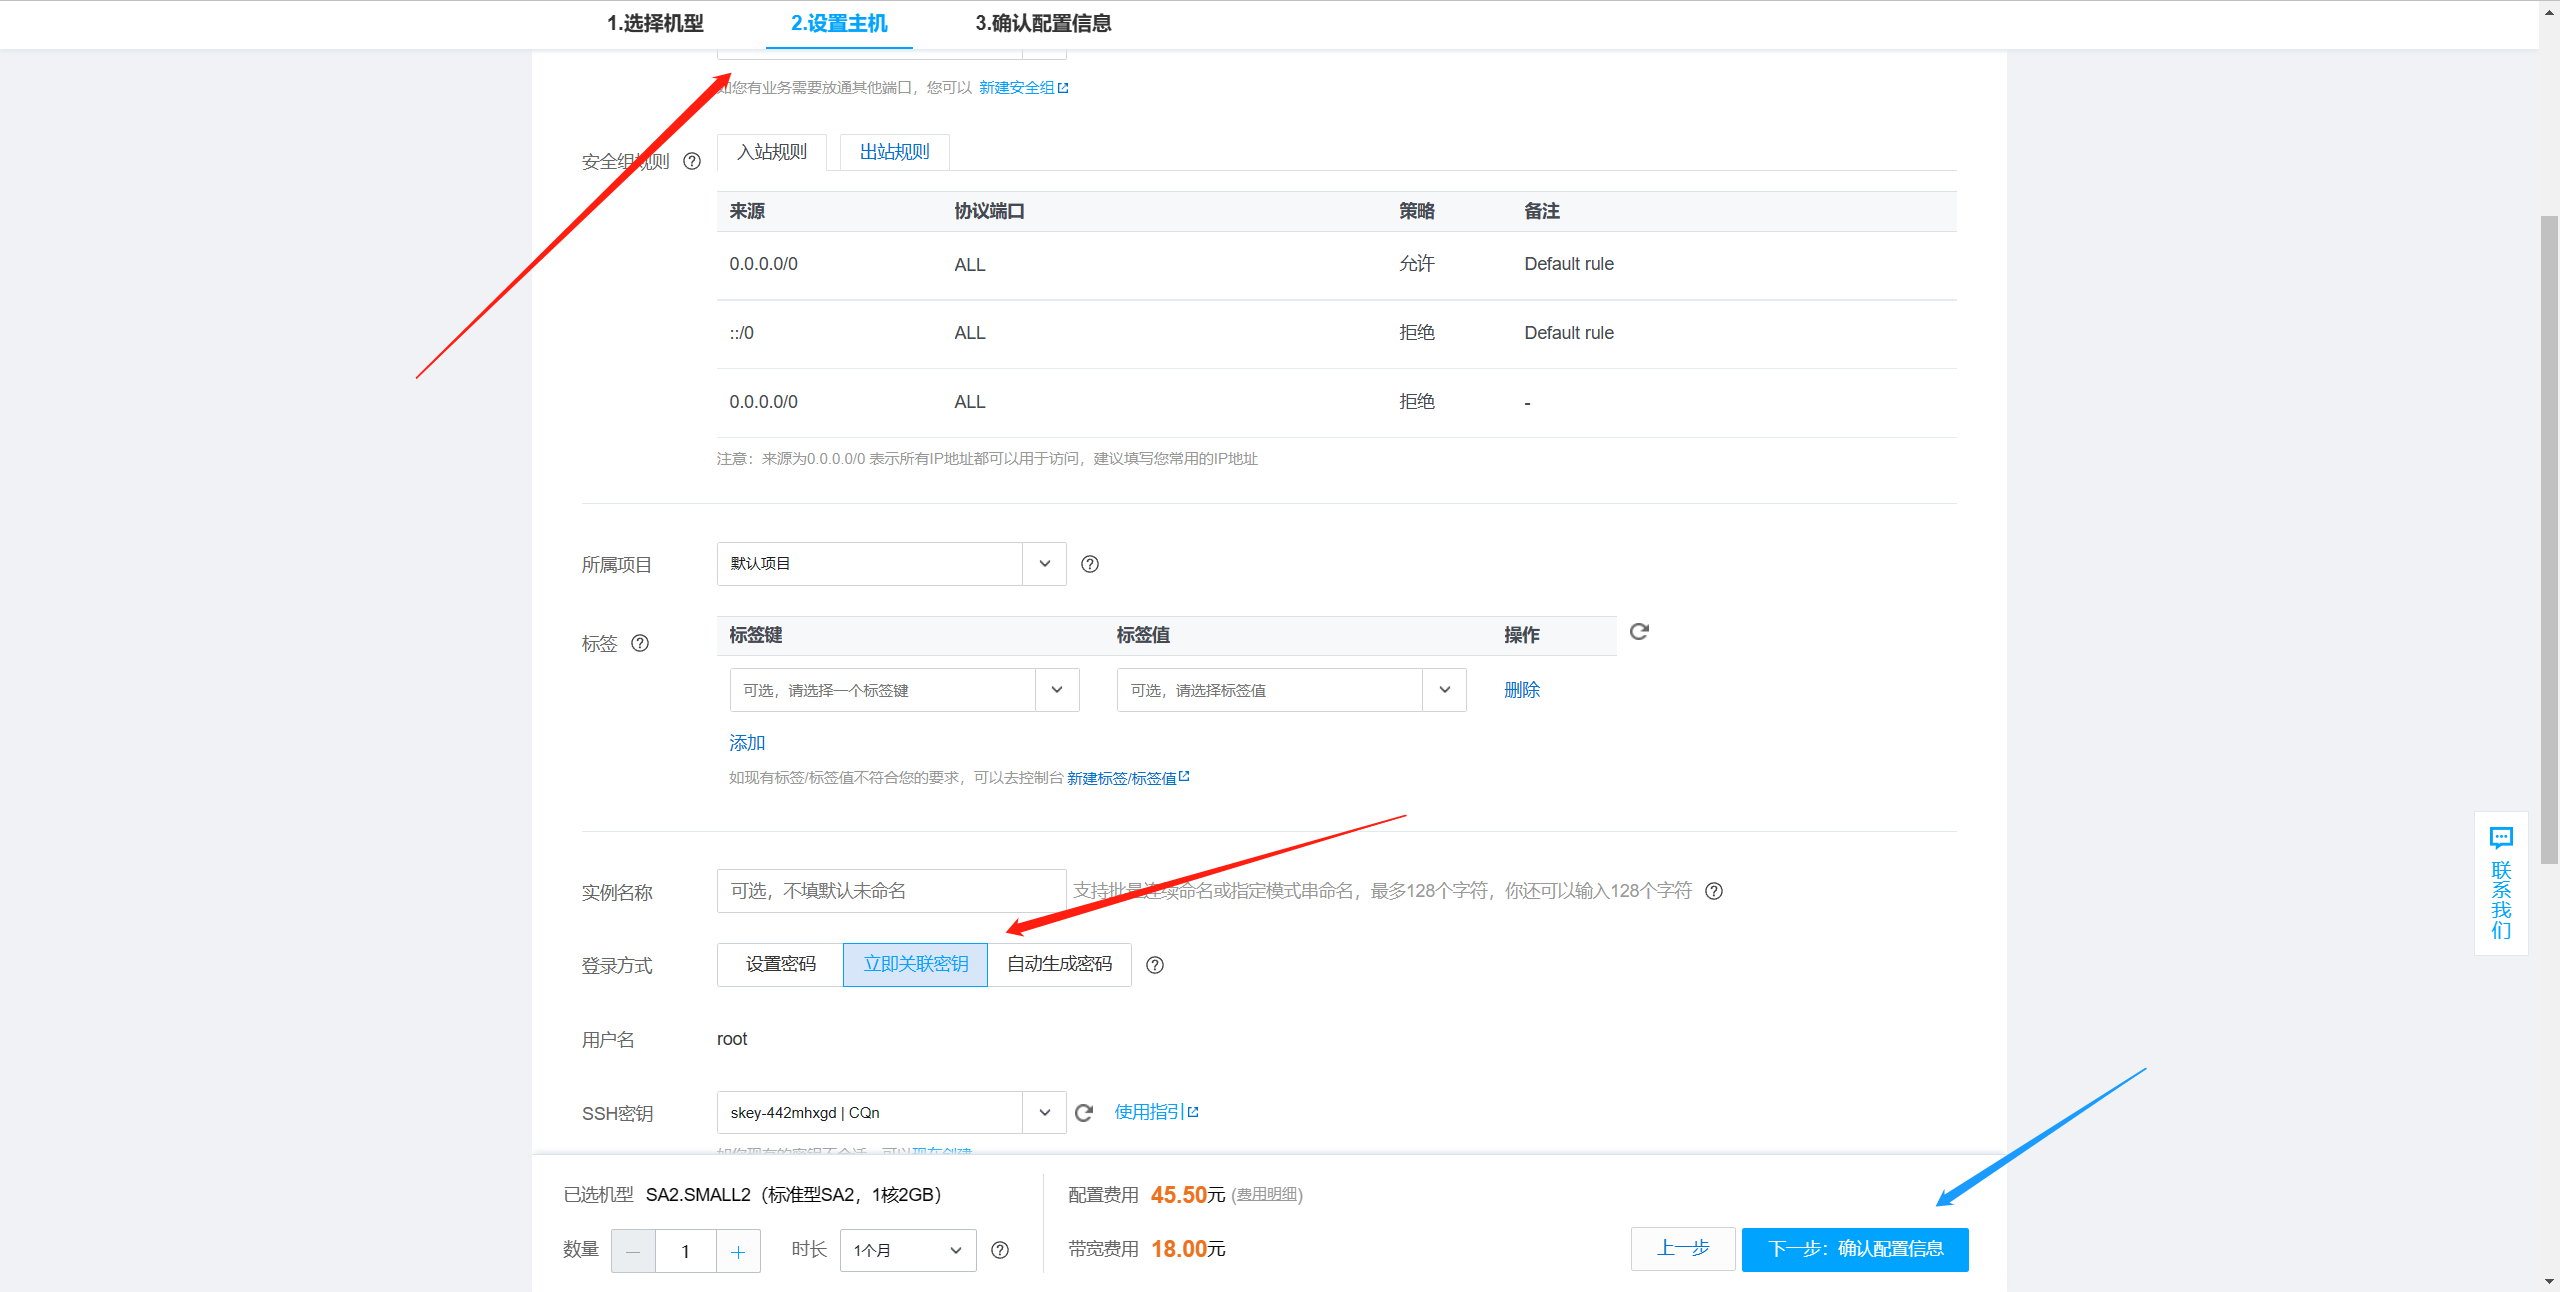 1.选择机型 2.设置主机 3.确认配置信息
如您有业务需要放通其他端口，您可以 新建安全组
安全组规则 入站规则 出站规则
来源 协议端口 策略 备注
0.0.0.0/0 ALL 允许 Default rule
::/0 ALL 拒绝 Default rule
0.0.0.0/0 ALL 拒绝 -
注意：来源为0.0.0.0/0 表示所有IP地址都可以用于访问，建议填写您常用的IP地址
所属项目 默认项目
标签 标签键 标签值 操作
可选，请选择一个标签键 可选，请选择标签值 删除
添加
如现有标签/标签值不符合您的要求，可以去控制台 新建标签/标签值
实例名称 可选，不填默认未命名 支持批量连续命名或指定模式串命名，最多128个字符，你还可以输入128个字符
登录方式 设置密码 立即关联密钥 自动生成密码
用户名 root
SSH密钥 skey-442mhxgd | CQn 使用指引
如您现有的密钥不合适，可以现在创建
已选机型 SA2.SMALL2（标准型SA2，1核2GB） 配置费用 45.50元 (费用明细)
数量 1 时长 1个月 带宽费用 18.00元 上一步 下一步：确认配置信息
联系我们